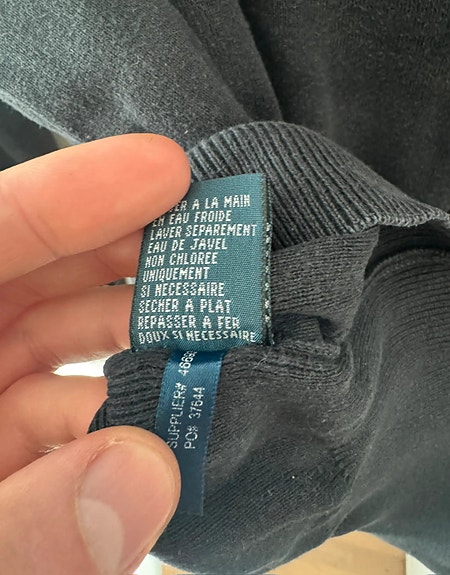 A LA MAIN
EN EAU FROIDE
LAVER SEPAREMENT
EAU DE JAVEL
NON CHLOREE
UNIQUEMENT
SI NECESSAIRE
SECHER A PLAT
REPASSER A FER
DOUX SI NECESSAIRE
SUPPLIER#
PO# 37644